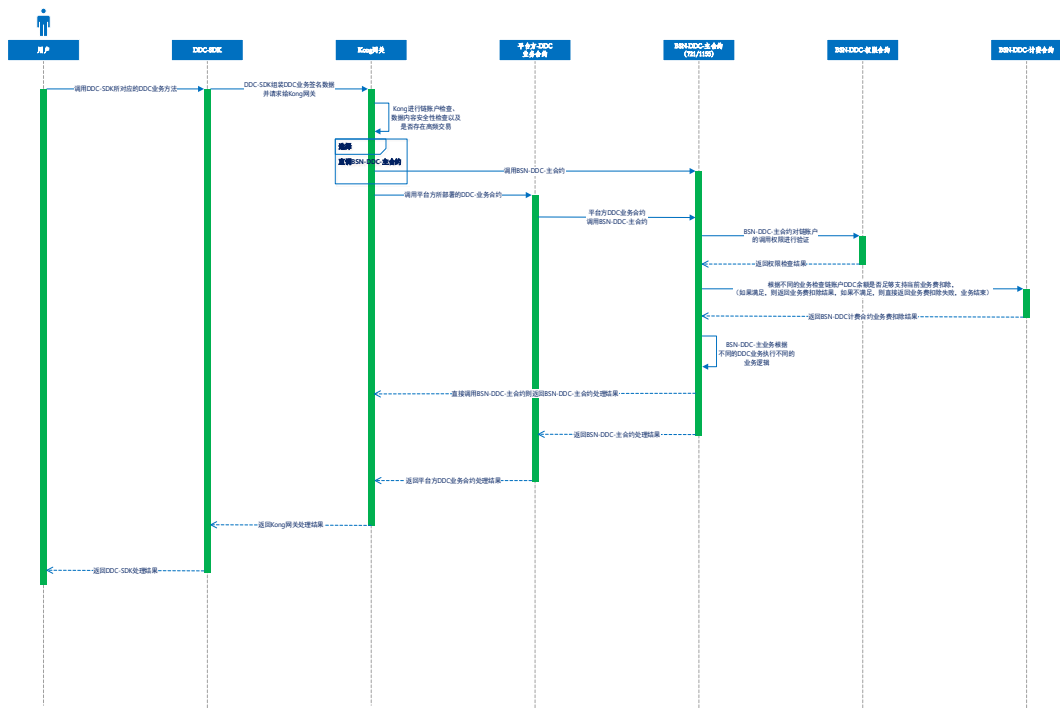 用户
DDC-SDK
Kong网关
平台方-DDC
业务合约
BSN-DDC-主合约
(721/1155)
BSN-DDC-权限合约
BSN-DDC-计费合约
调用DDC-SDK所对应的DDC业务方法
DDC-SDK组装DDC业务签名数据
并请求给Kong网关
Kong进行链账户检查、
数据内容安全性检查以及
是否存在高频交易
选择
直调BSN-DDC-主合约
调用BSN-DDC-主合约
调用平台方所部署的DDC-业务合约
平台方DDC业务合约
调用BSN-DDC-主合约
BSN-DDC-主合约对链账户
的调用权限进行验证
返回权限检查结果
根据不同的业务检查链账户DDC余额是否足够支持当前业务费扣除,
（如果满足，则返回业务费扣除结果，如果不满足，则直接返回业务费扣除失败，业务结束）
返回BSN-DDC计费合约业务费扣除结果
BSN-DDC-主业务根据
不同的DDC业务执行不同的
业务逻辑
直接调用BSN-DDC-主合约则返回BSN-DDC-主合约处理结果
返回BSN-DDC-主合约处理结果
返回平台方DDC业务合约处理结果
返回Kong网关处理结果
返回DDC-SDK处理结果